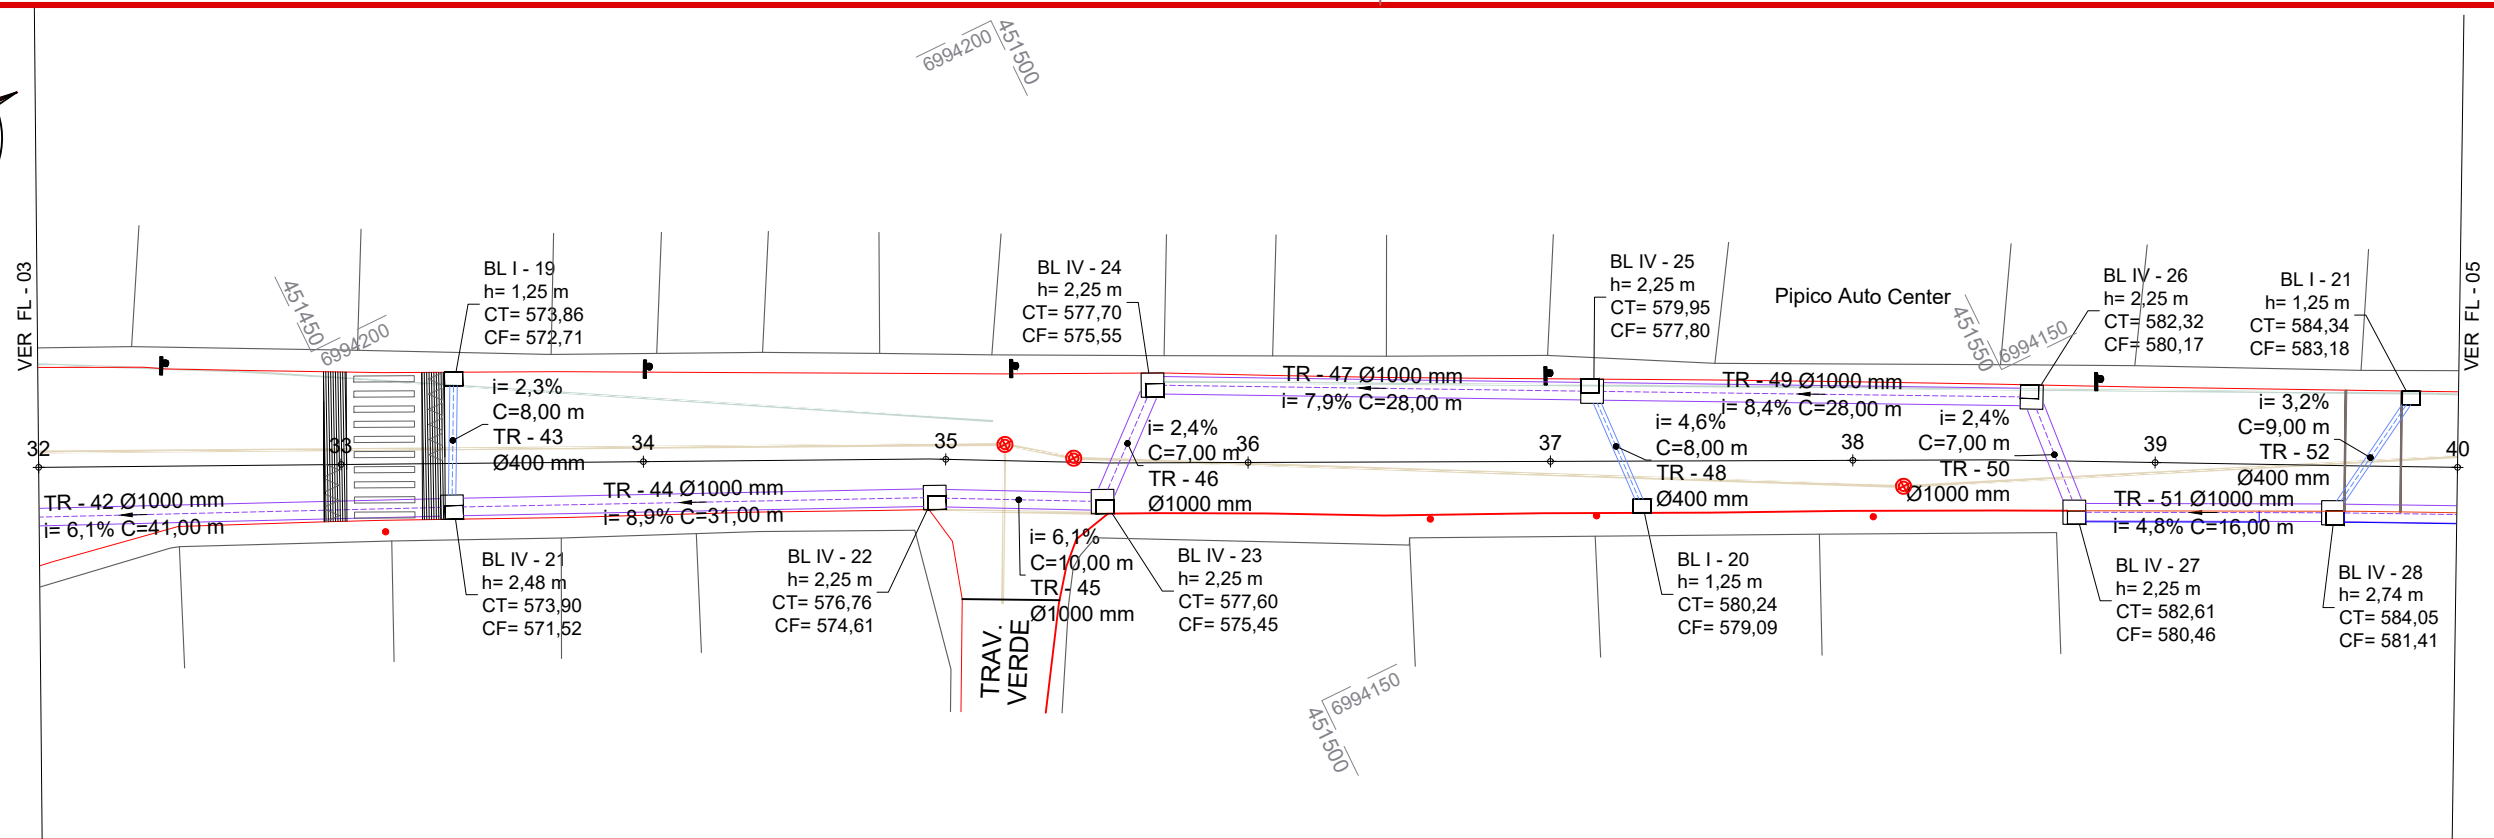 6994200
451500
VER FL - 03
VER FL - 05
451450
6994200
BL I - 19
h= 1,25 m
CT= 573,86
CF= 572,71
BL IV - 24
h= 2,25 m
CT= 577,70
CF= 575,55
BL IV - 25
h= 2,25 m
CT= 579,95
CF= 577,80
Pipico Auto Center
451550
6994150
BL IV - 26
h= 2,25 m
CT= 582,32
CF= 580,17
BL I - 21
h= 1,25 m
CT= 584,34
CF= 583,18
i= 2,3%
C=8,00 m
TR - 43
Ø400 mm
TR - 47 Ø1000 mm
i= 7,9% C=28,00 m
TR - 49 Ø1000 mm
i= 8,4% C=28,00 m
i= 2,4%
C=7,00 m
TR - 46
Ø1000 mm
i= 4,6%
C=8,00 m
TR - 48
Ø400 mm
i= 2,4%
C=7,00 m
TR - 50
Ø1000 mm
i= 3,2%
C=9,00 m
TR - 52
Ø400 mm
32
33
34
35
36
37
38
39
40
TR - 42 Ø1000 mm
i= 6,1% C=41,00 m
TR - 44 Ø1000 mm
i= 8,9% C=31,00 m
TR - 51 Ø1000 mm
i= 4,8% C=16,00 m
i= 6,1%
C=10,00 m
TR - 45
Ø1000 mm
BL IV - 21
h= 2,48 m
CT= 573,90
CF= 571,52
BL IV - 22
h= 2,25 m
CT= 576,76
CF= 574,61
BL IV - 23
h= 2,25 m
CT= 577,60
CF= 575,45
BL I - 20
h= 1,25 m
CT= 580,24
CF= 579,09
BL IV - 27
h= 2,25 m
CT= 582,61
CF= 580,46
BL IV - 28
h= 2,74 m
CT= 584,05
CF= 581,41
TRAV.
VERDE
6994150
451500